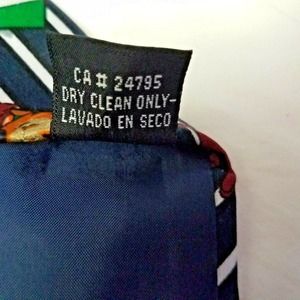 CA# 24795
DRY CLEAN ONLY-
LAVADO EN SECO